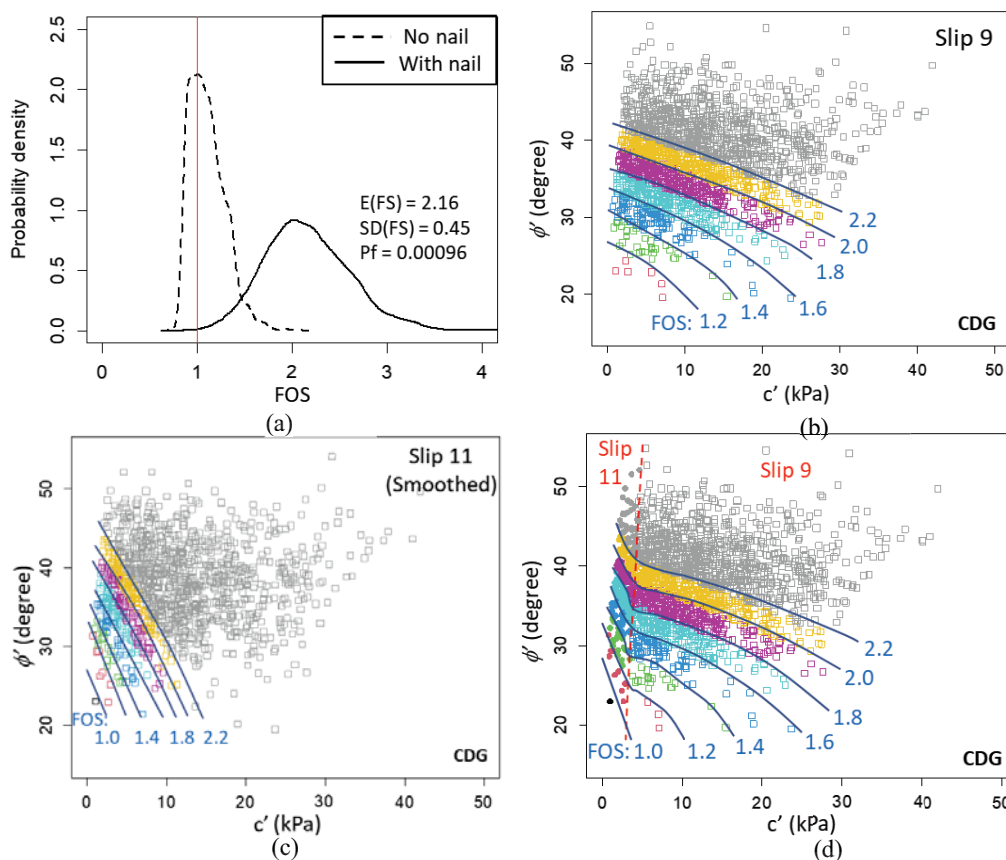 2.5
2.0
1.5
1.0
0.5
0.0
Probability density
No nail
With nail
E(FS) = 2.16
SD(FS) = 0.45
Pf = 0.00096
0 1 2 3 4
FOS
(a)
Slip 9
50
40
30
20
ϕ′ (degree)
2.2
2.0
1.8
1.6
1.4
FOS: 1.2
CDG
0 10 20 30 40 50
c’ (kPa)
(b)
Slip 11
(Smoothed)
50
40
30
20
ϕ′ (degree)
FOS:
1.0 1.4 1.8 2.2
CDG
0 10 20 30 40 50
c’ (kPa)
(c)
Slip
11
Slip 9
50
40
30
20
ϕ′ (degree)
2.2
2.0
1.8
1.6
1.4
1.2
FOS: 1.0
CDG
0 10 20 30 40 50
c’ (kPa)
(d)